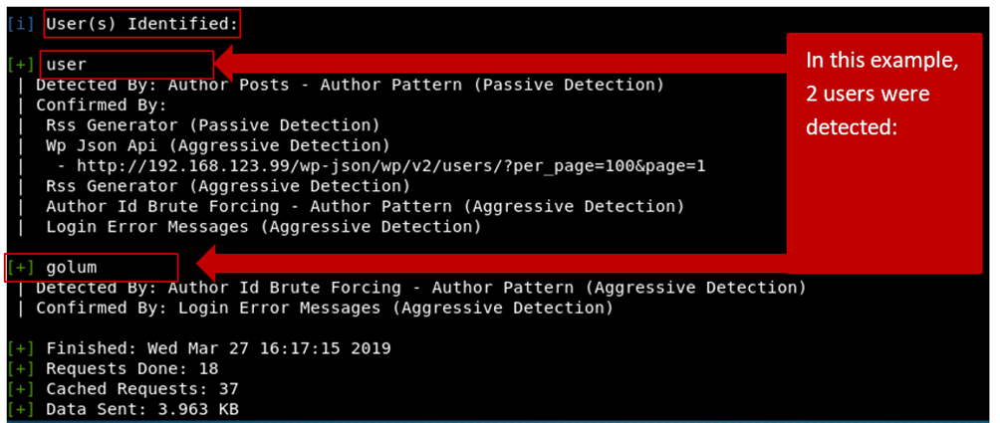 [i] User(s) Identified:
[+] user
| Detected By: Author Posts - Author Pattern (Passive Detection)
| Confirmed By:
|  Rss Generator (Passive Detection)
|  Wp Json Api (Aggressive Detection)
|   - http://192.168.123.99/wp-json/wp/v2/users/?per_page=100&page=1
|  Rss Generator (Aggressive Detection)
|  Author Id Brute Forcing - Author Pattern (Aggressive Detection)
|  Login Error Messages (Aggressive Detection)
[+] golum
| Detected By: Author Id Brute Forcing - Author Pattern (Aggressive Detection)
| Confirmed By: Login Error Messages (Aggressive Detection)
[+] Finished: Wed Mar 27 16:17:15 2019
[+] Requests Done: 18
[+] Cached Requests: 37
[+] Data Sent: 3.963 KB
In this example,
2 users were
detected: